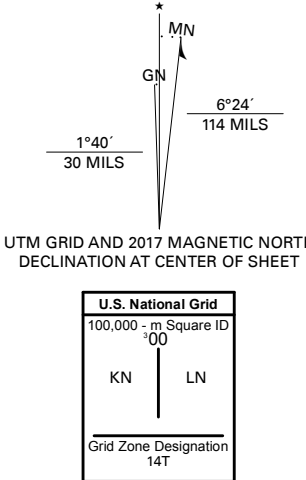 ★
MN
GN
6°24´
114 MILS
1°40´
30 MILS
UTM GRID AND 2017 MAGNETIC NORTH
DECLINATION AT CENTER OF SHEET
U.S. National Grid
100,000 - m Square ID
³00
KN LN
Grid Zone Designation
14T